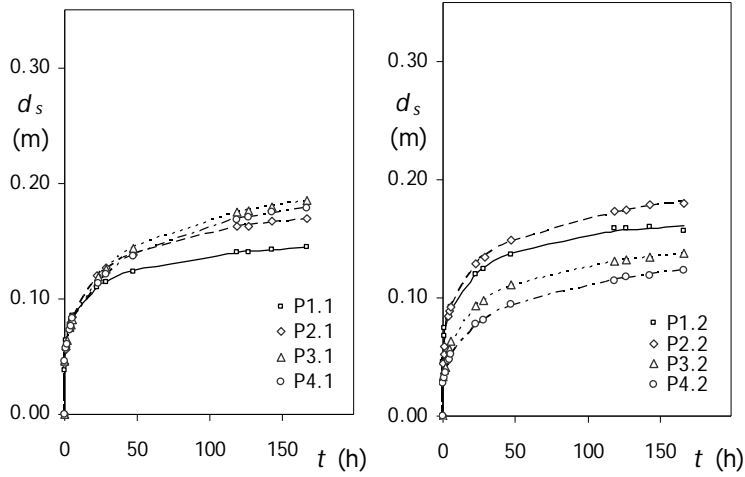 0.30
d_s
(m)
0.20
0.10
0.00
P1.1
P2.1
P3.1
P4.1
0 50 100 150 t (h)
0.30
d_s
(m)
0.20
0.10
0.00
P1.2
P2.2
P3.2
P4.2
0 50 100 150 t (h)